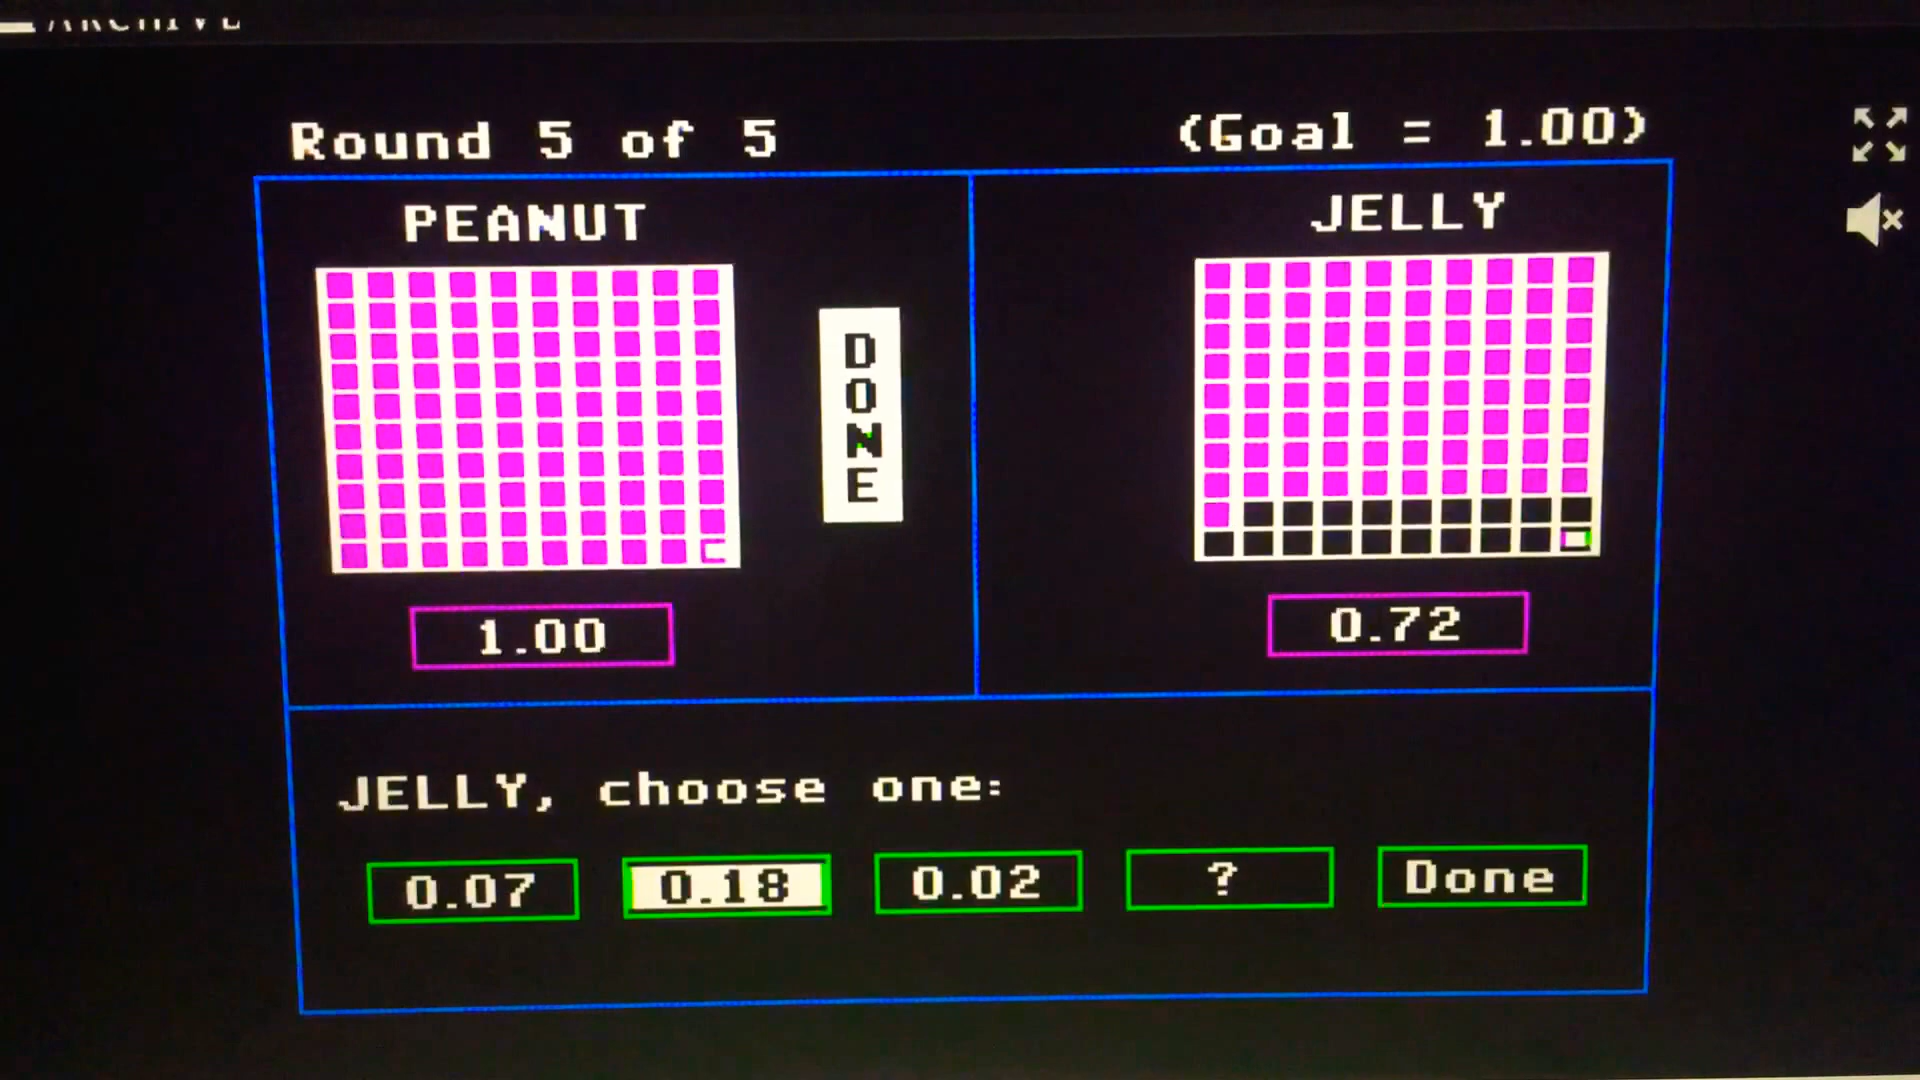 ARCHIVE
Round 5 of 5
(Goal = 1.00)
PEANUT
JELLY
DONE
1.00
0.72
JELLY, choose one:
0.07
0.18
0.02
?
Done